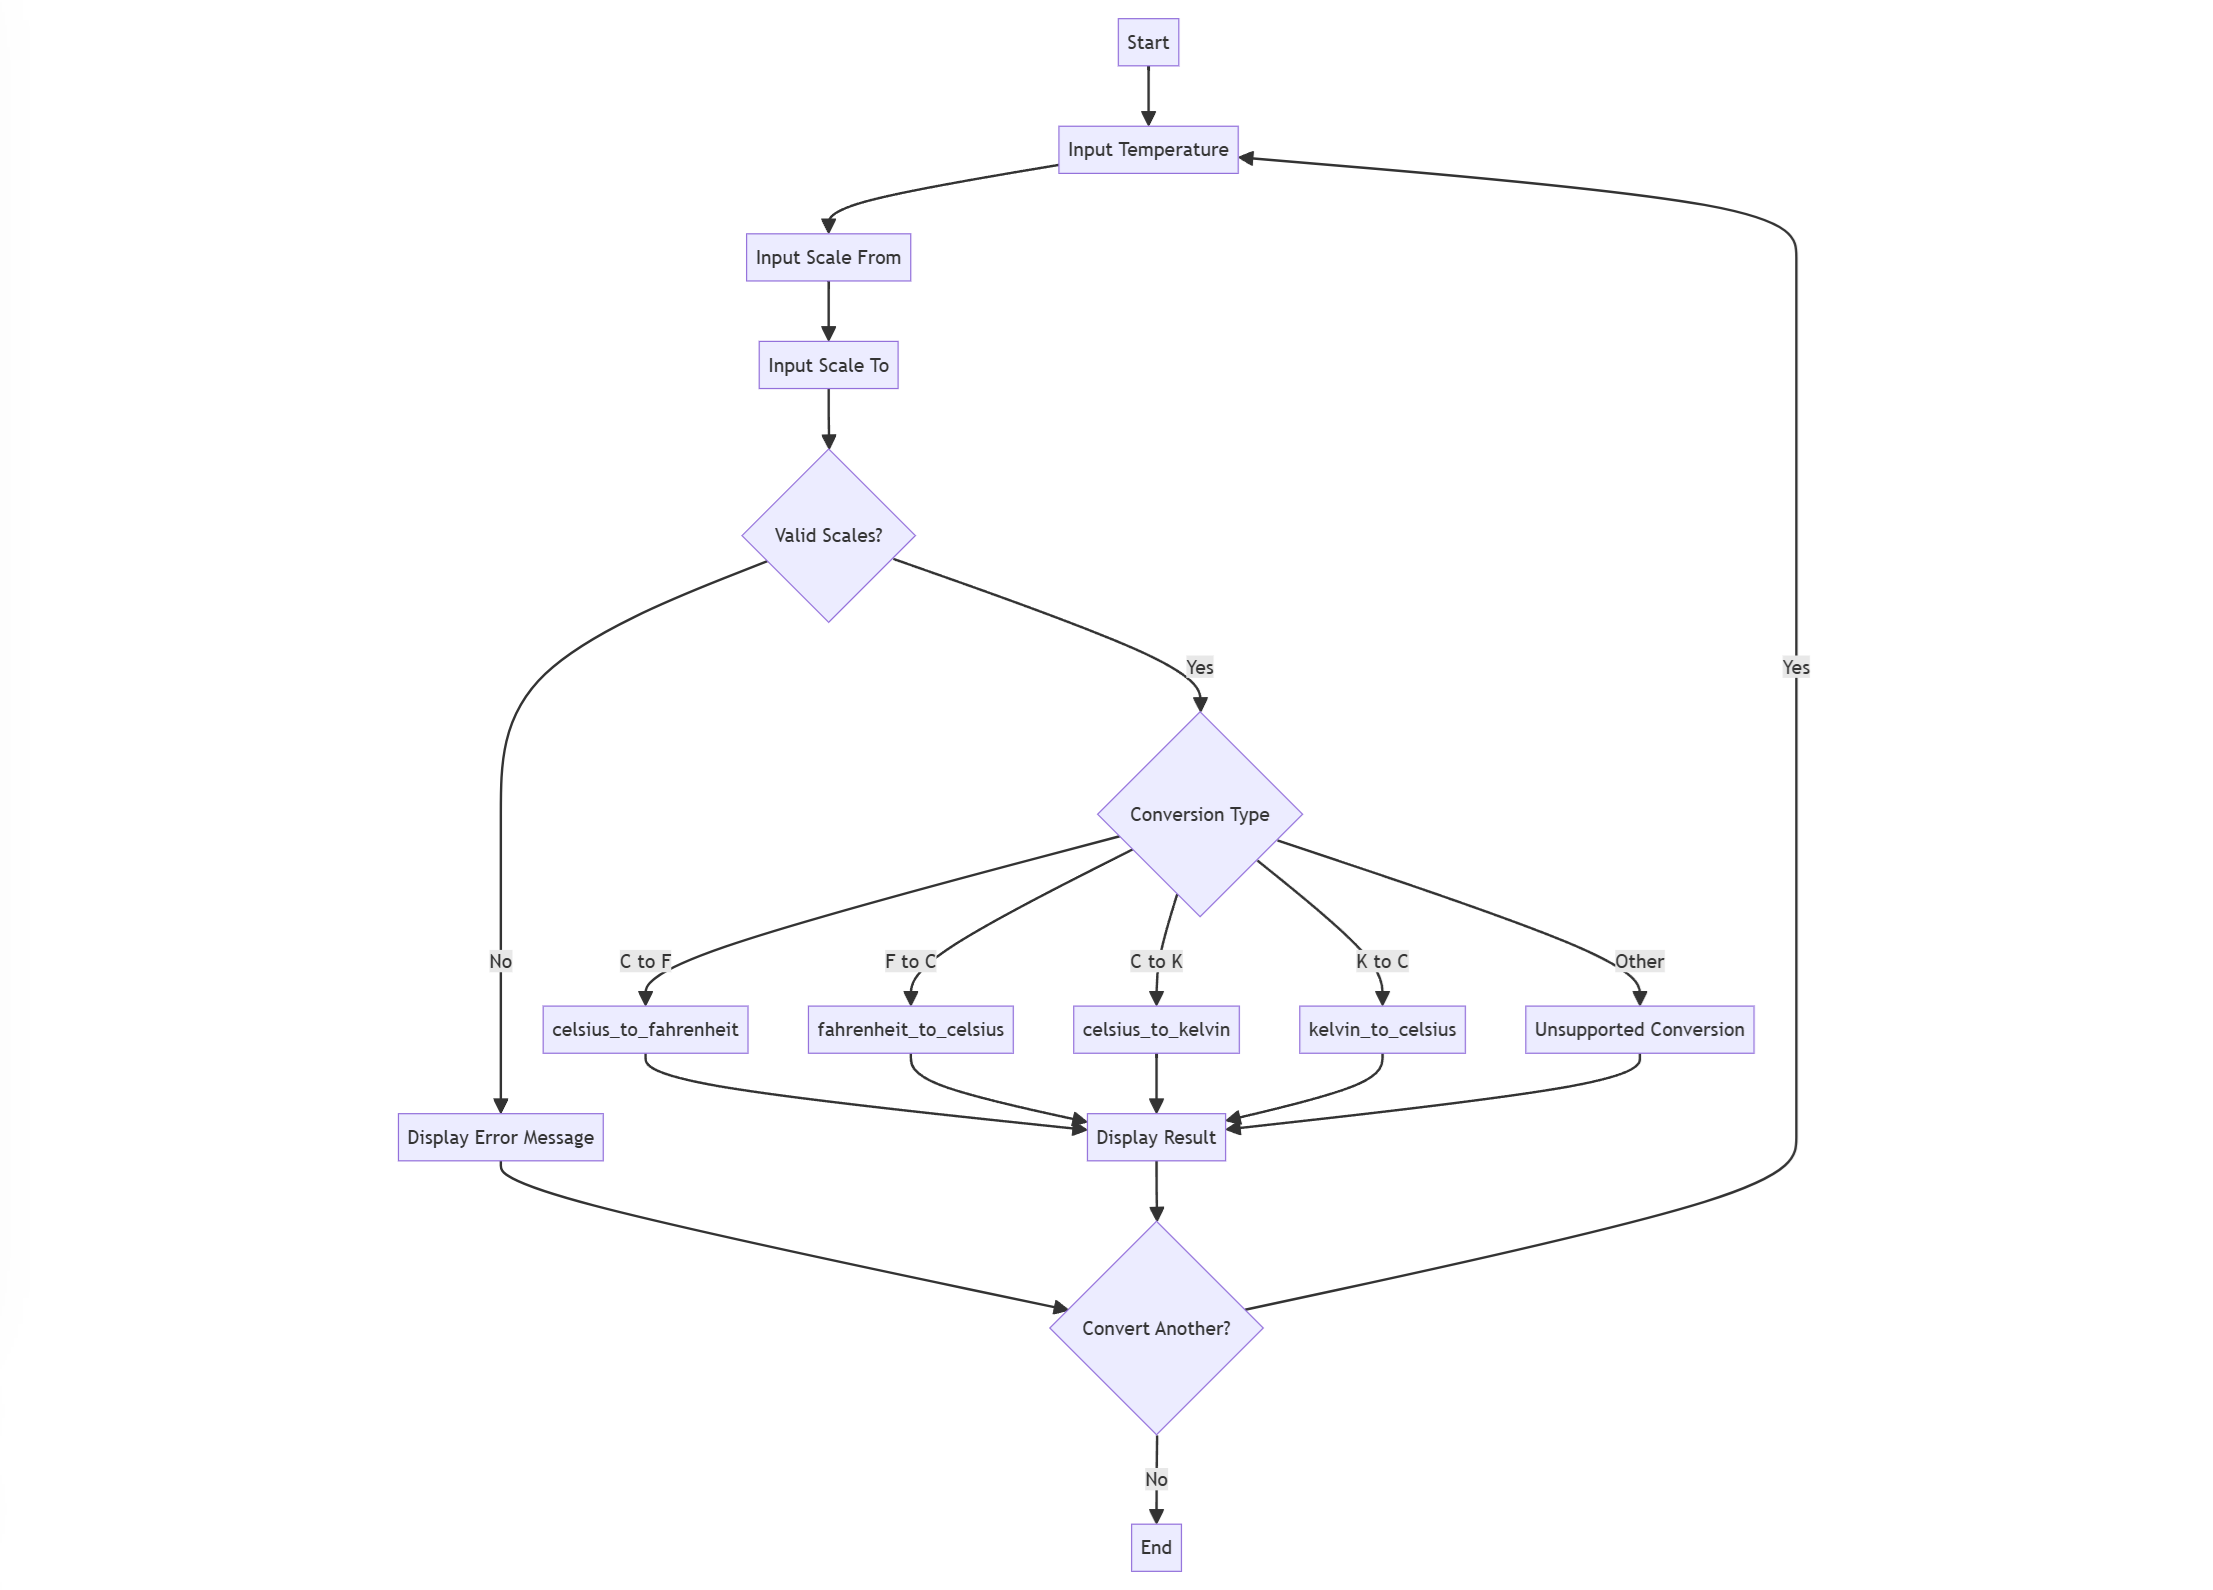 Start
Input Temperature
Input Scale From
Input Scale To
Valid Scales?
Yes
Yes
Conversion Type
No
C to F
F to C
C to K
K to C
Other
celsius_to_fahrenheit
fahrenheit_to_celsius
celsius_to_kelvin
kelvin_to_celsius
Unsupported Conversion
Display Error Message
Display Result
Convert Another?
No
End